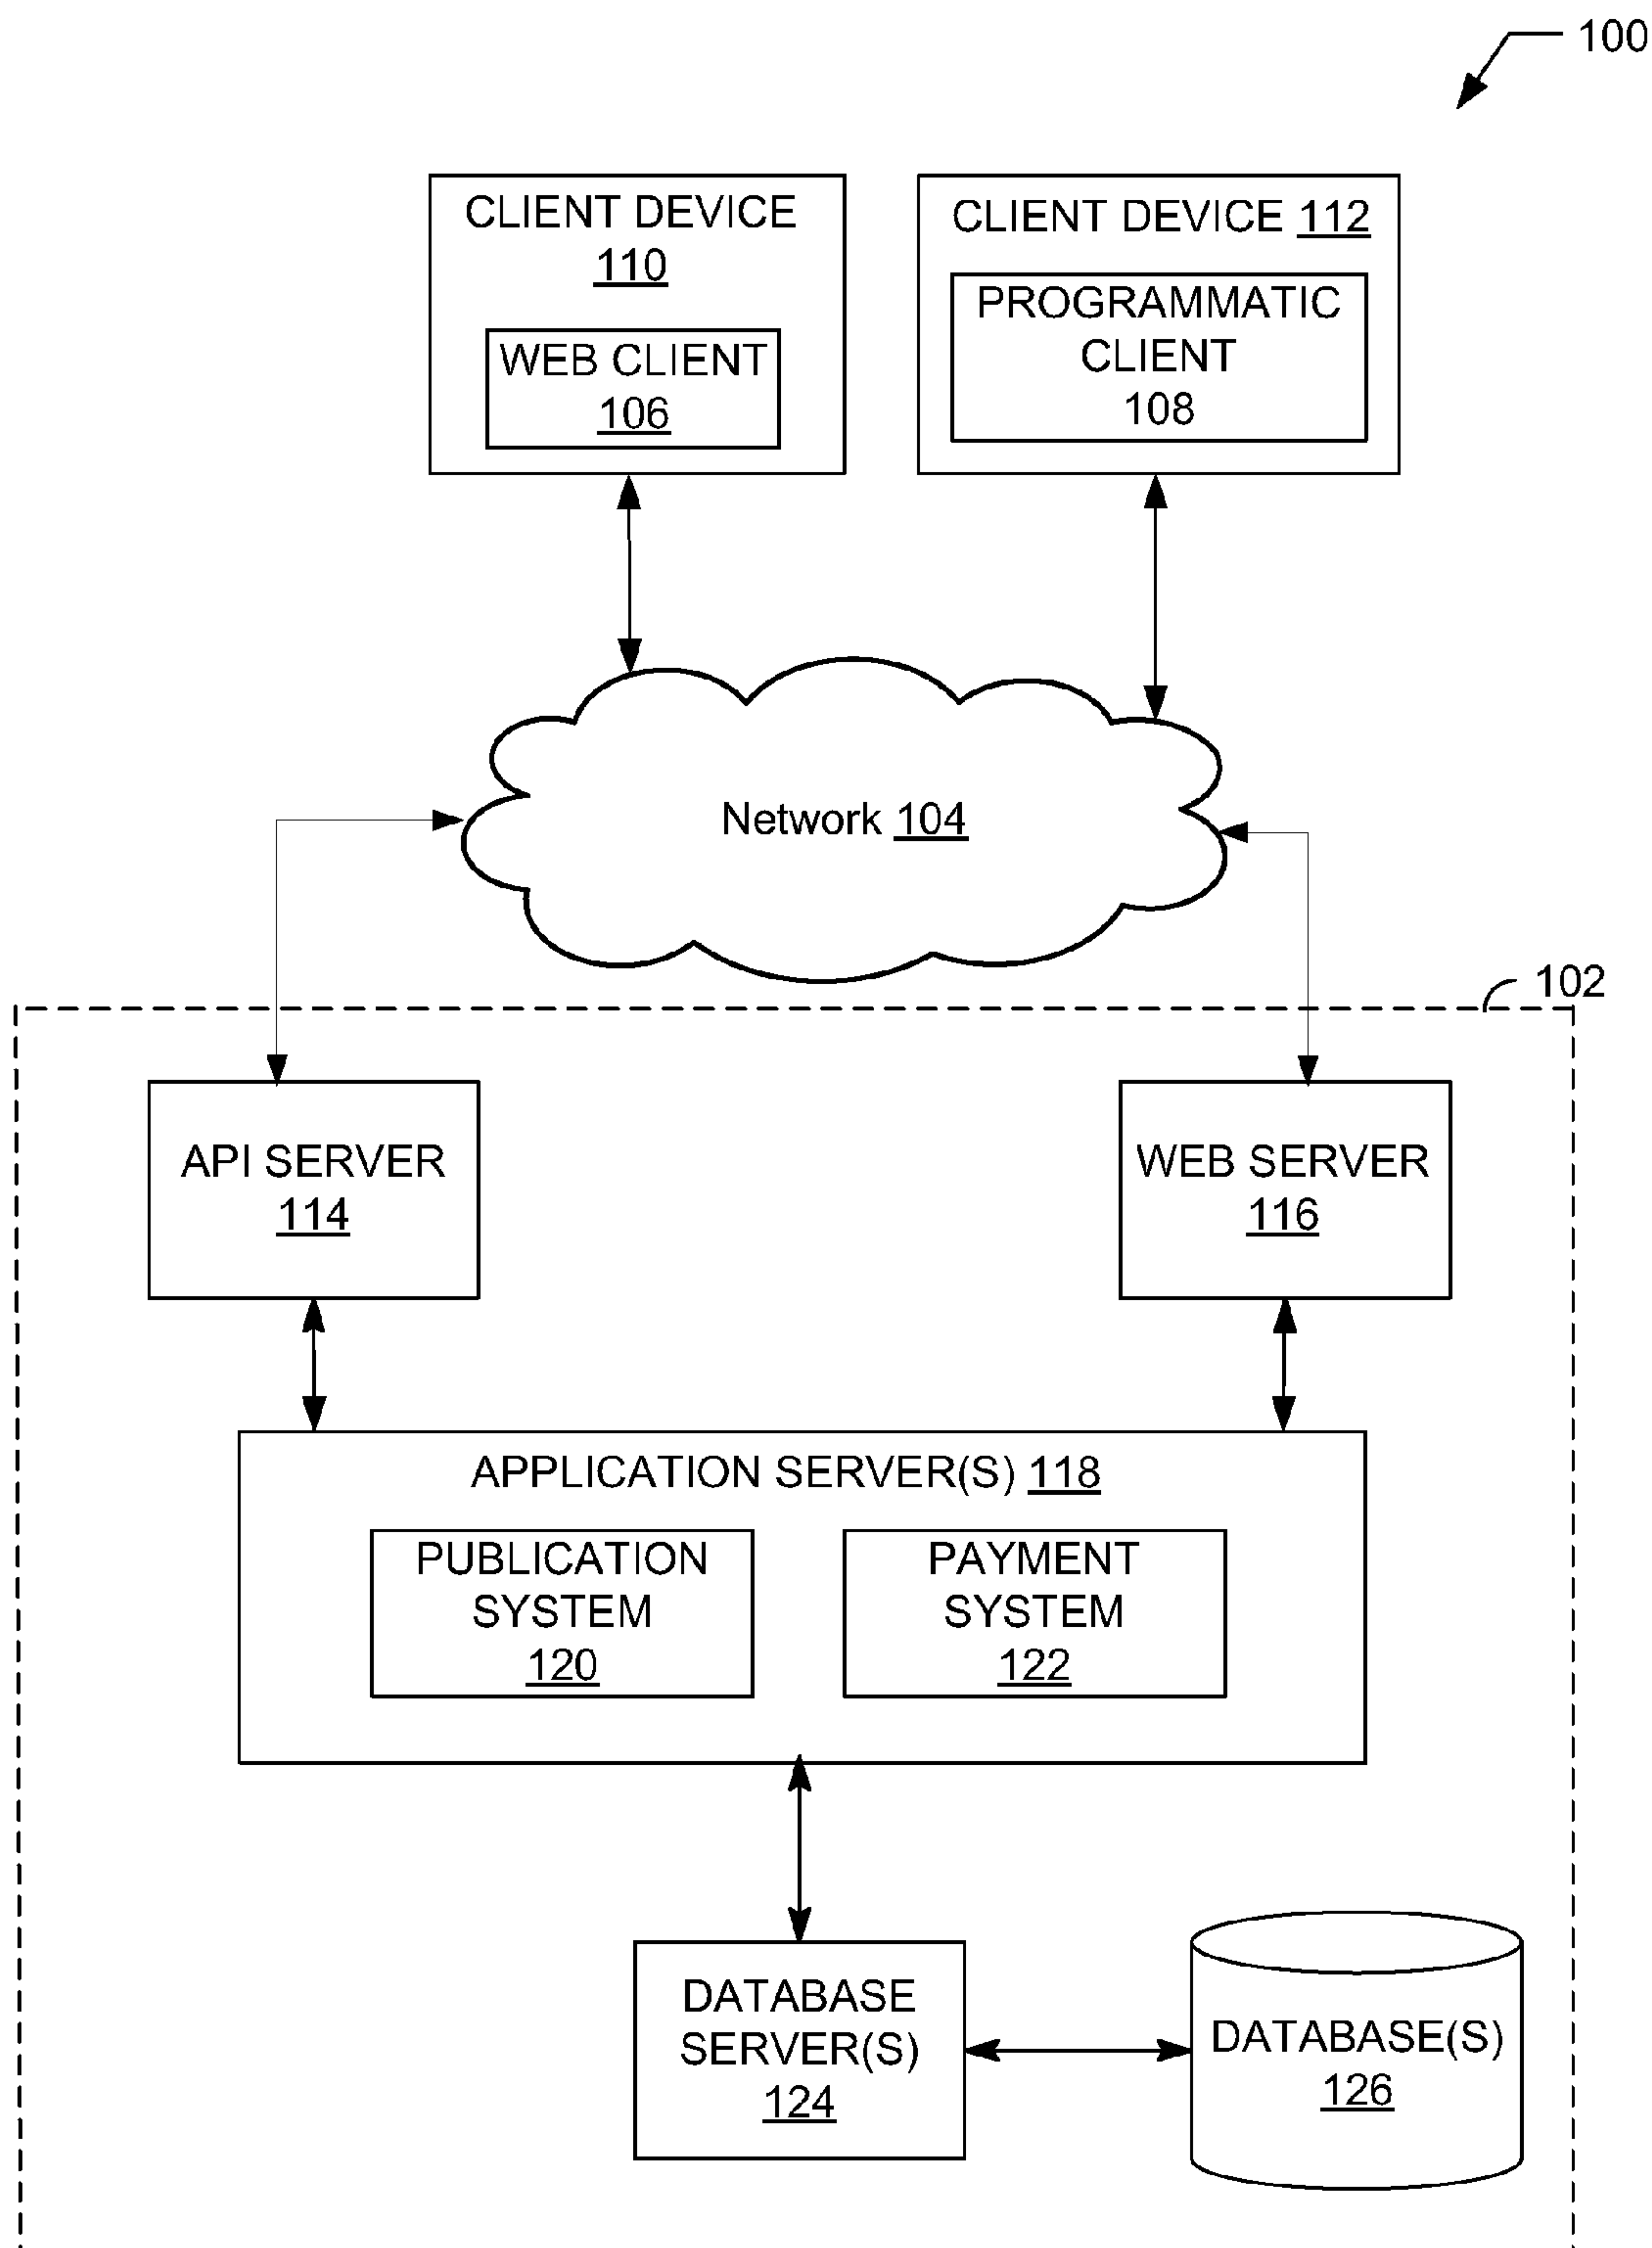 100
CLIENT DEVICE
110
WEB CLIENT
106
CLIENT DEVICE 112
PROGRAMMATIC
CLIENT
108
Network 104
102
API SERVER
114
WEB SERVER
116
APPLICATION SERVER(S) 118
PUBLICATION
SYSTEM
120
PAYMENT
SYSTEM
122
DATABASE
SERVER(S)
124
DATABASE(S)
126